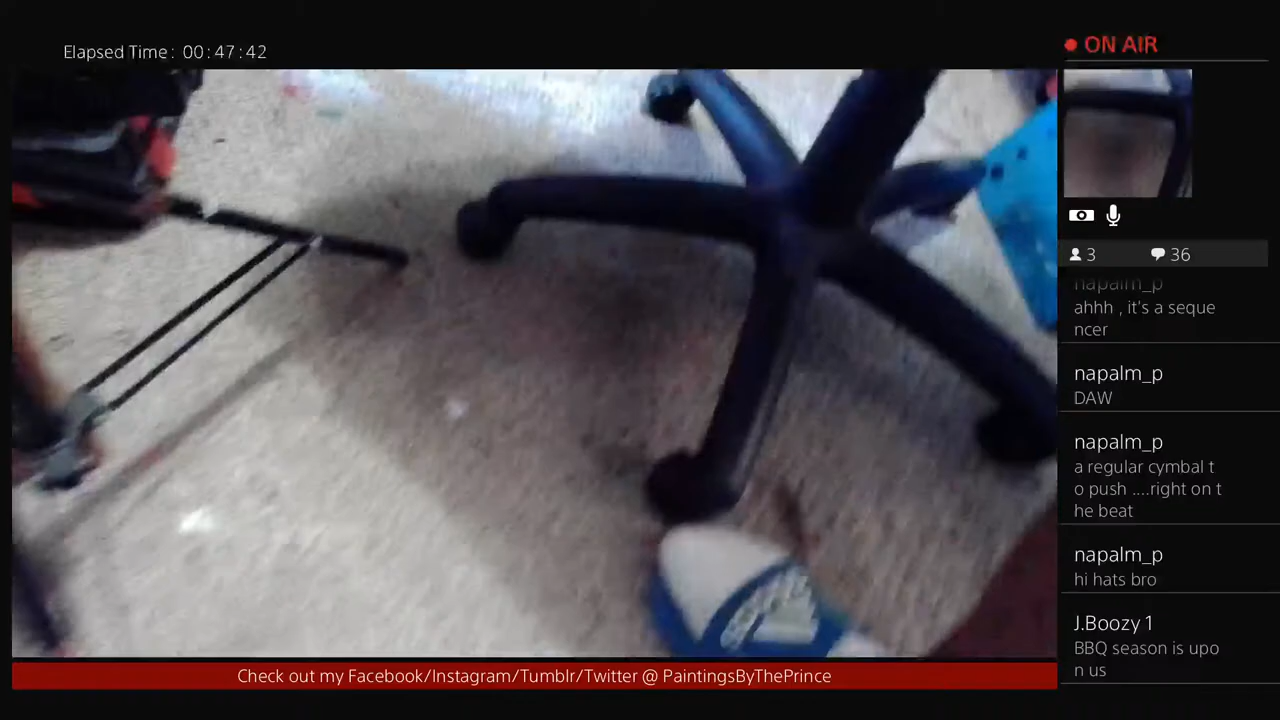 Elapsed Time: 00:47:42
ON AIR
3 36
napalm_p
ahhh , it's a seque
ncer
napalm_p
DAW
napalm_p
a regular cymbal t
o push ....right on t
he beat
napalm_p
hi hats bro
J.Boozy 1
BBQ season is upo
n us
Check out my Facebook/Instagram/Tumblr/Twitter @ PaintingsByThePrince